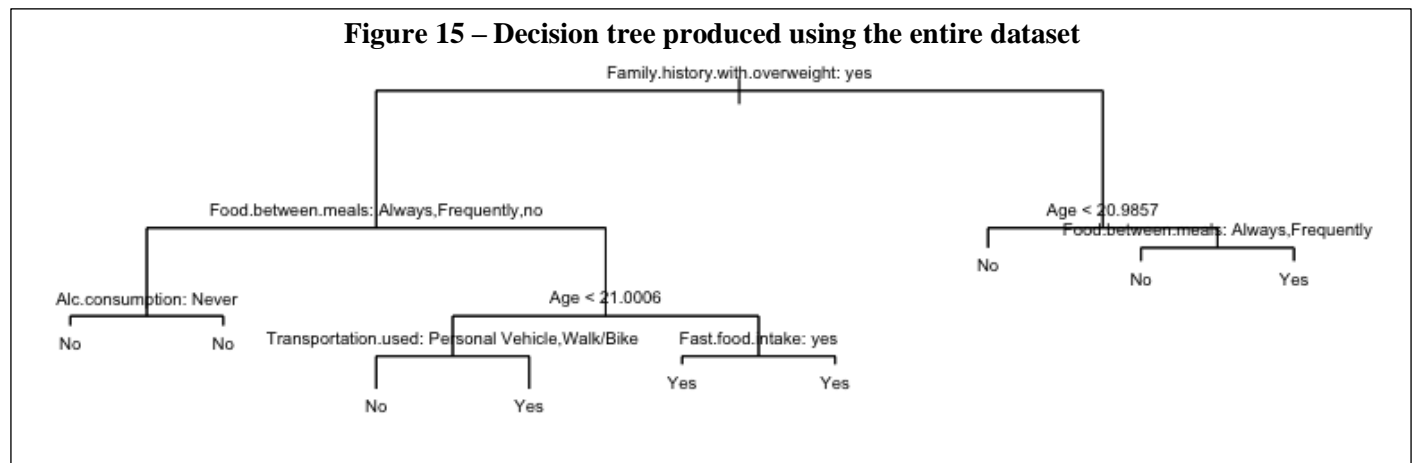 Figure 15 – Decision tree produced using the entire dataset
Family.history.with.overweight: yes
Food.between.meals: Always,Frequently,no
Age < 20.9857
Food.between.meals: Always,Frequently
No
No
Yes
Alc.consumption: Never
Age < 21.0006
No
No
Transportation.used: Personal Vehicle,Walk/Bike
Fast.food.intake: yes
Yes
Yes
No
Yes